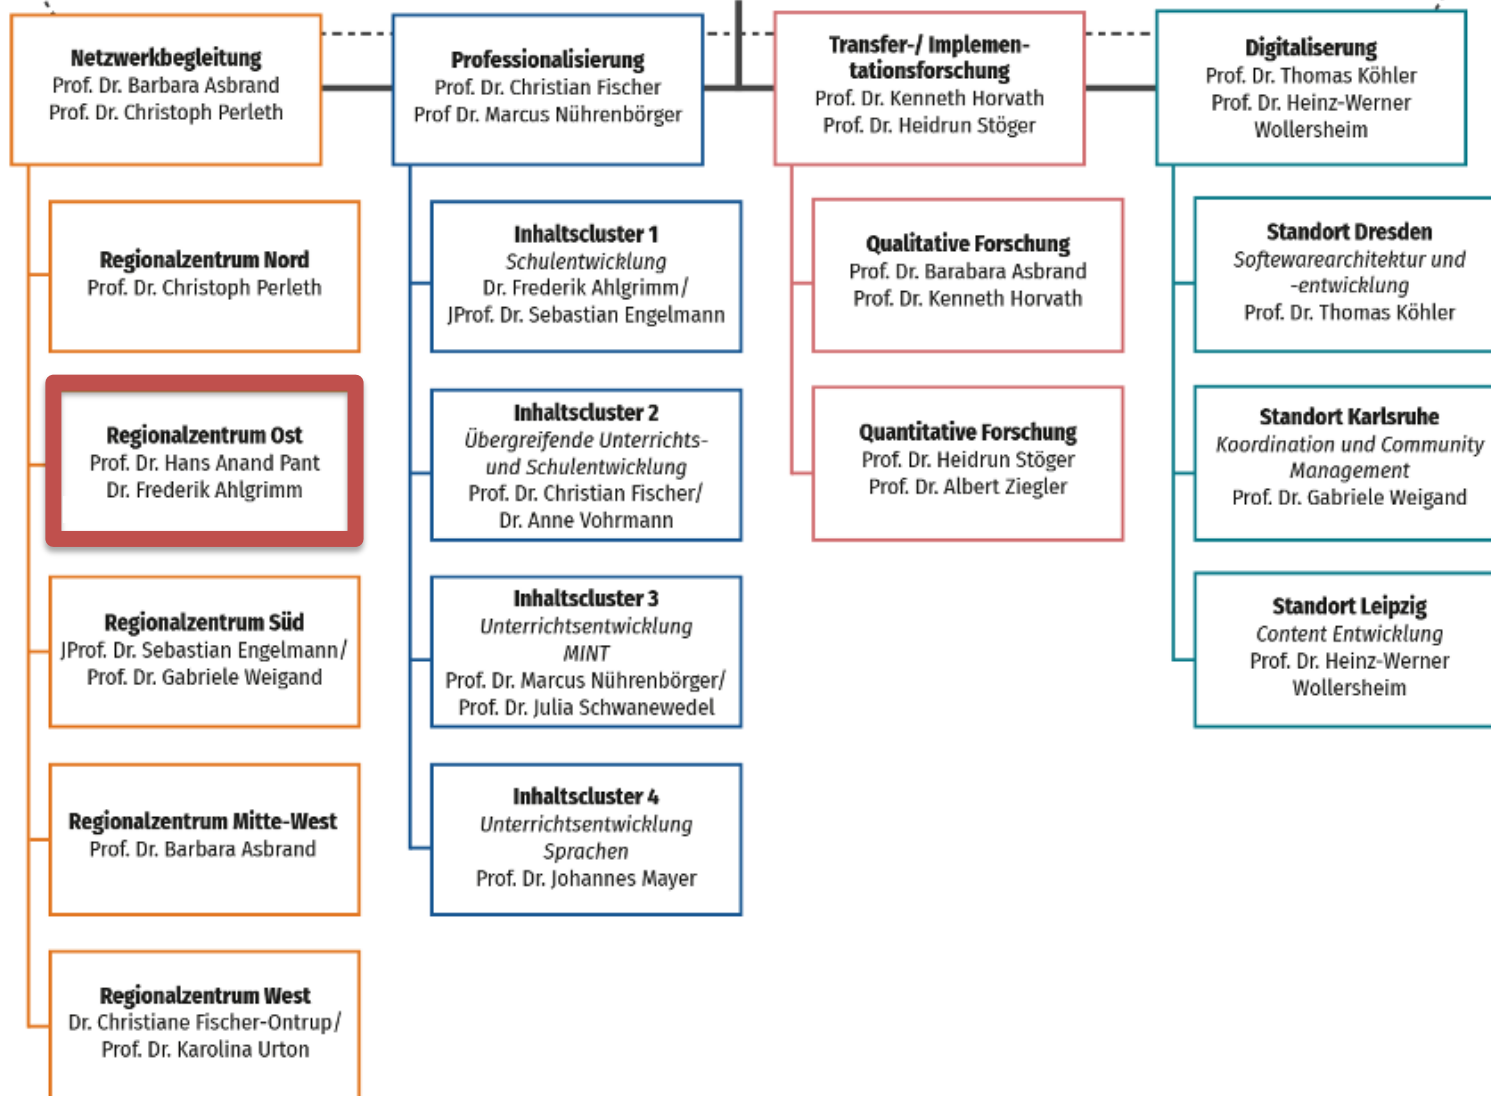 Netzwerkbegleitung
Prof. Dr. Barbara Asbrand
Prof. Dr. Christoph Perleth
Regionalzentrum Nord
Prof. Dr. Christoph Perleth
Regionalzentrum Ost
Prof. Dr. Hans Anand Pant
Dr. Frederik Ahlgrimm
Regionalzentrum Süd
JProf. Dr. Sebastian Engelmann/
Prof. Dr. Gabriele Weigand
Regionalzentrum Mitte-West
Prof. Dr. Barbara Asbrand
Regionalzentrum West
Dr. Christiane Fischer-Ontrup/
Prof. Dr. Karolina Urton
Professionalisierung
Prof. Dr. Christian Fischer
Prof Dr. Marcus Nührenbörger
Inhaltscluster 1
Schulentwicklung
Dr. Frederik Ahlgrimm/
JProf. Dr. Sebastian Engelmann
Inhaltscluster 2
Übergreifende Unterrichts-
und Schulentwicklung
Prof. Dr. Christian Fischer/
Dr. Anne Vohrmann
Inhaltscluster 3
Unterrichtsentwicklung
MINT
Prof. Dr. Marcus Nührenbörger/
Prof. Dr. Julia Schwanewedel
Inhaltscluster 4
Unterrichtsentwicklung
Sprachen
Prof. Dr. Johannes Mayer
Transfer-/ Implemen-
tationsforschung
Prof. Dr. Kenneth Horvath
Prof. Dr. Heidrun Stöger
Qualitative Forschung
Prof. Dr. Barabara Asbrand
Prof. Dr. Kenneth Horvath
Quantitative Forschung
Prof. Dr. Heidrun Stöger
Prof. Dr. Albert Ziegler
Digitaliserung
Prof. Dr. Thomas Köhler
Prof. Dr. Heinz-Werner
Wollersheim
Standort Dresden
Softewarearchitektur und
-entwicklung
Prof. Dr. Thomas Köhler
Standort Karlsruhe
Koordination und Community
Management
Prof. Dr. Gabriele Weigand
Standort Leipzig
Content Entwicklung
Prof. Dr. Heinz-Werner
Wollersheim